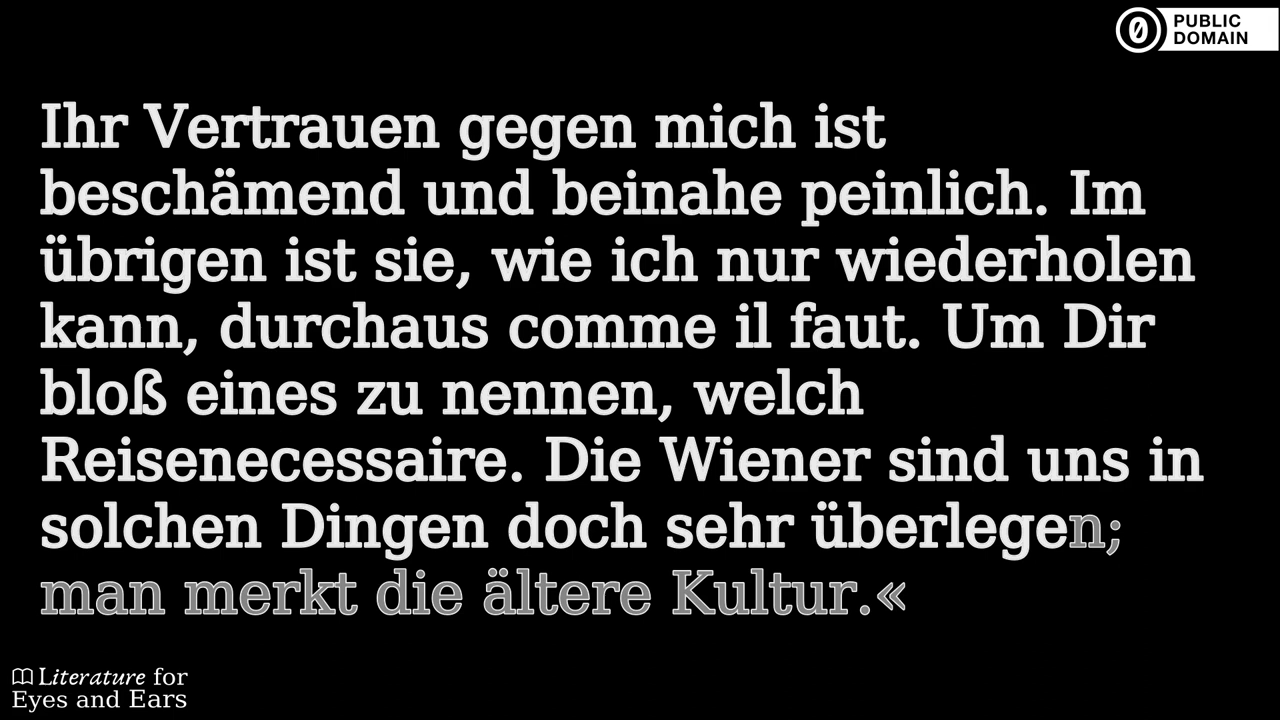 PUBLIC
DOMAIN
Ihr Vertrauen gegen mich ist
beschämend und beinahe peinlich. Im
übrigen ist sie, wie ich nur wiederholen
kann, durchaus comme il faut. Um Dir
bloß eines zu nennen, welch
Reisenecessaire. Die Wiener sind uns in
solchen Dingen doch sehr überlegen;
man merkt die ältere Kultur.«
Literature for
Eyes and Ears